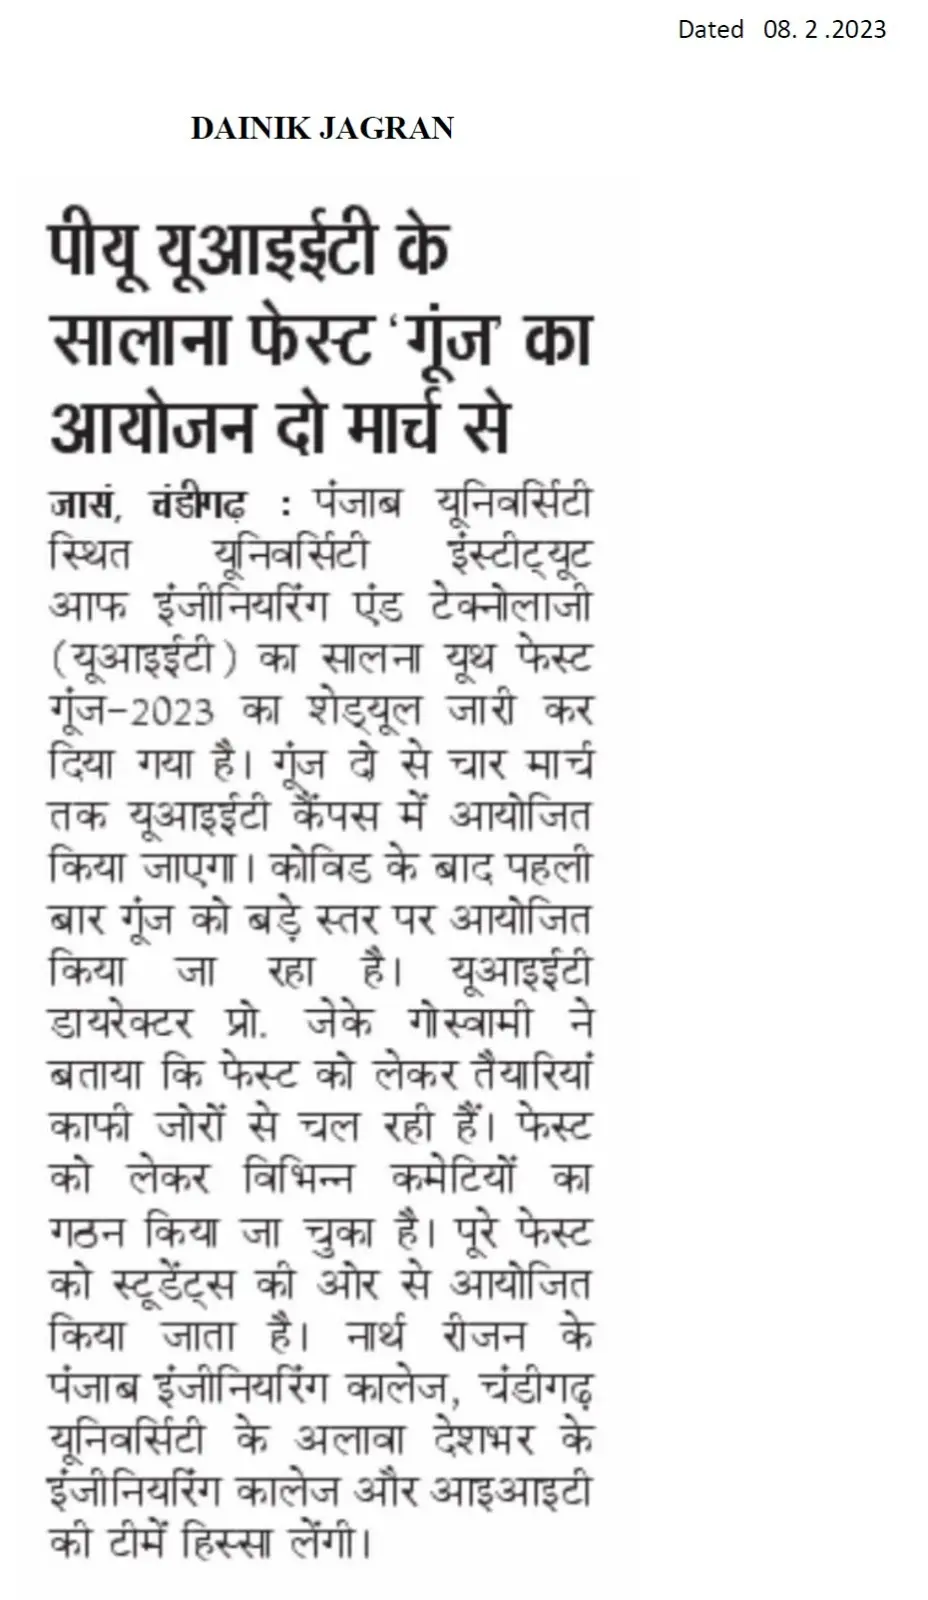 Dated 08. 2 .2023
DAINIK JAGRAN
पीयू यूआइईटी के
सालाना फेस्ट 'गूंज' का
आयोजन दो मार्च से
जासं, चंडीगढ़ : पंजाब यूनिवर्सिटी
स्थित यूनिवर्सिटी इंस्टीट्यूट
आफ इंजीनियरिंग एंड टेक्नोलाजी
(यूआइईटी) का सालना यूथ फेस्ट
गूंज-2023 का शेड्यूल जारी कर
दिया गया है। गूंज दो से चार मार्च
तक यूआइईटी कैंपस में आयोजित
किया जाएगा। कोविड के बाद पहली
बार गूंज को बड़े स्तर पर आयोजित
किया जा रहा है। यूआइईटी
डायरेक्टर प्रो. जेके गोस्वामी ने
बताया कि फेस्ट को लेकर तैयारियां
काफी जोरों से चल रही हैं। फेस्ट
को लेकर विभिन्न कमेटियों का
गठन किया जा चुका है। पूरे फेस्ट
को स्टूडेंट्स की ओर से आयोजित
किया जाता है। नार्थ रीजन के
पंजाब इंजीनियरिंग कालेज, चंडीगढ़
यूनिवर्सिटी के अलावा देशभर के
इंजीनियरिंग कालेज और आइआइटी
की टीमें हिस्सा लेंगी।